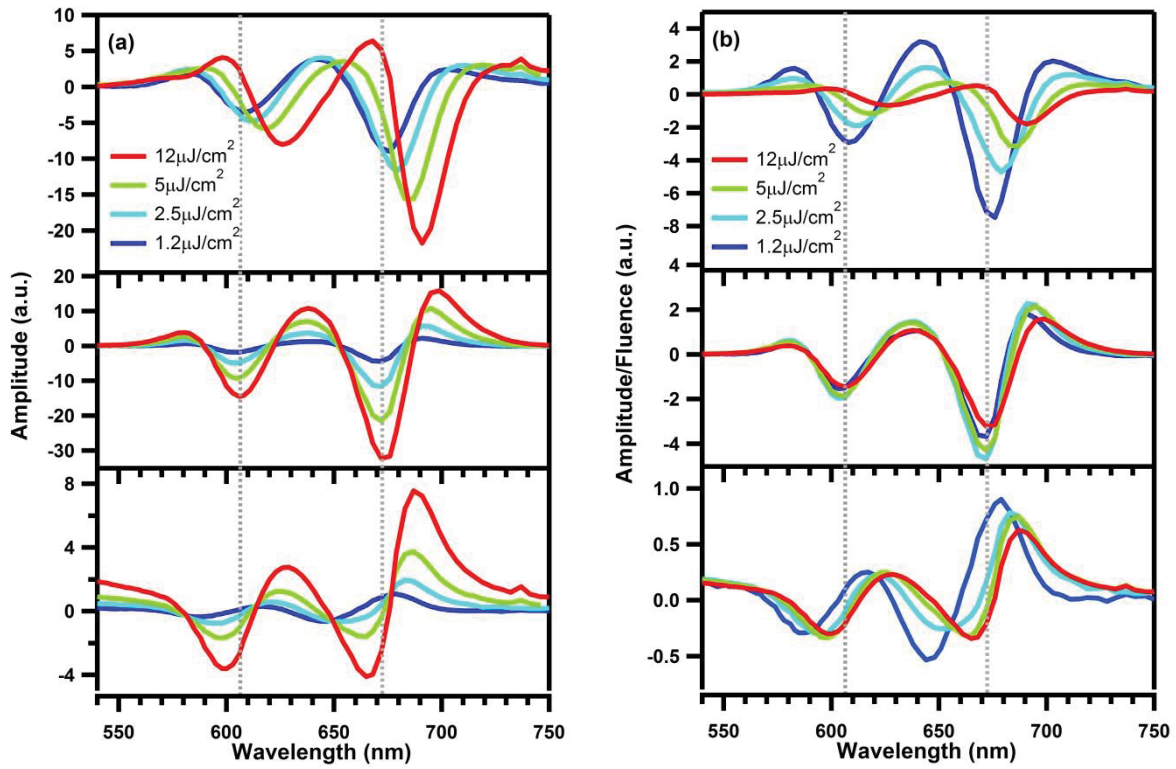 (a)
10
5
0
-5
-10
-15
-20
12μJ/cm²
5μJ/cm²
2.5μJ/cm²
1.2μJ/cm²
20
10
0
-10
-20
-30
8
4
0
-4
Amplitude (a.u.)
550 600 650 700 750
Wavelength (nm)
(b)
4
2
0
-2
-4
-6
-8
4
12μJ/cm²
5μJ/cm²
2.5μJ/cm²
1.2μJ/cm²
2
0
-2
-4
1.0
0.5
0.0
-0.5
Amplitude/Fluence (a.u.)
550 600 650 700 750
Wavelength (nm)